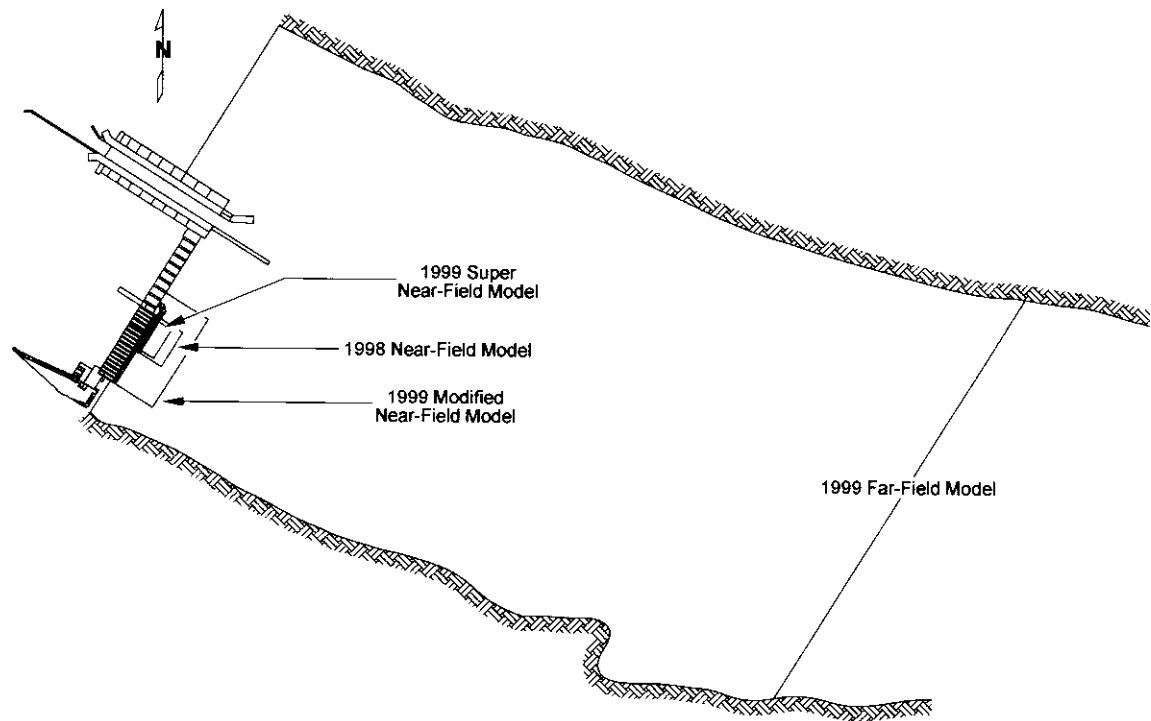 N
1999 Super
Near-Field Model
1998 Near-Field Model
1999 Modified
Near-Field Model
1999 Far-Field Model